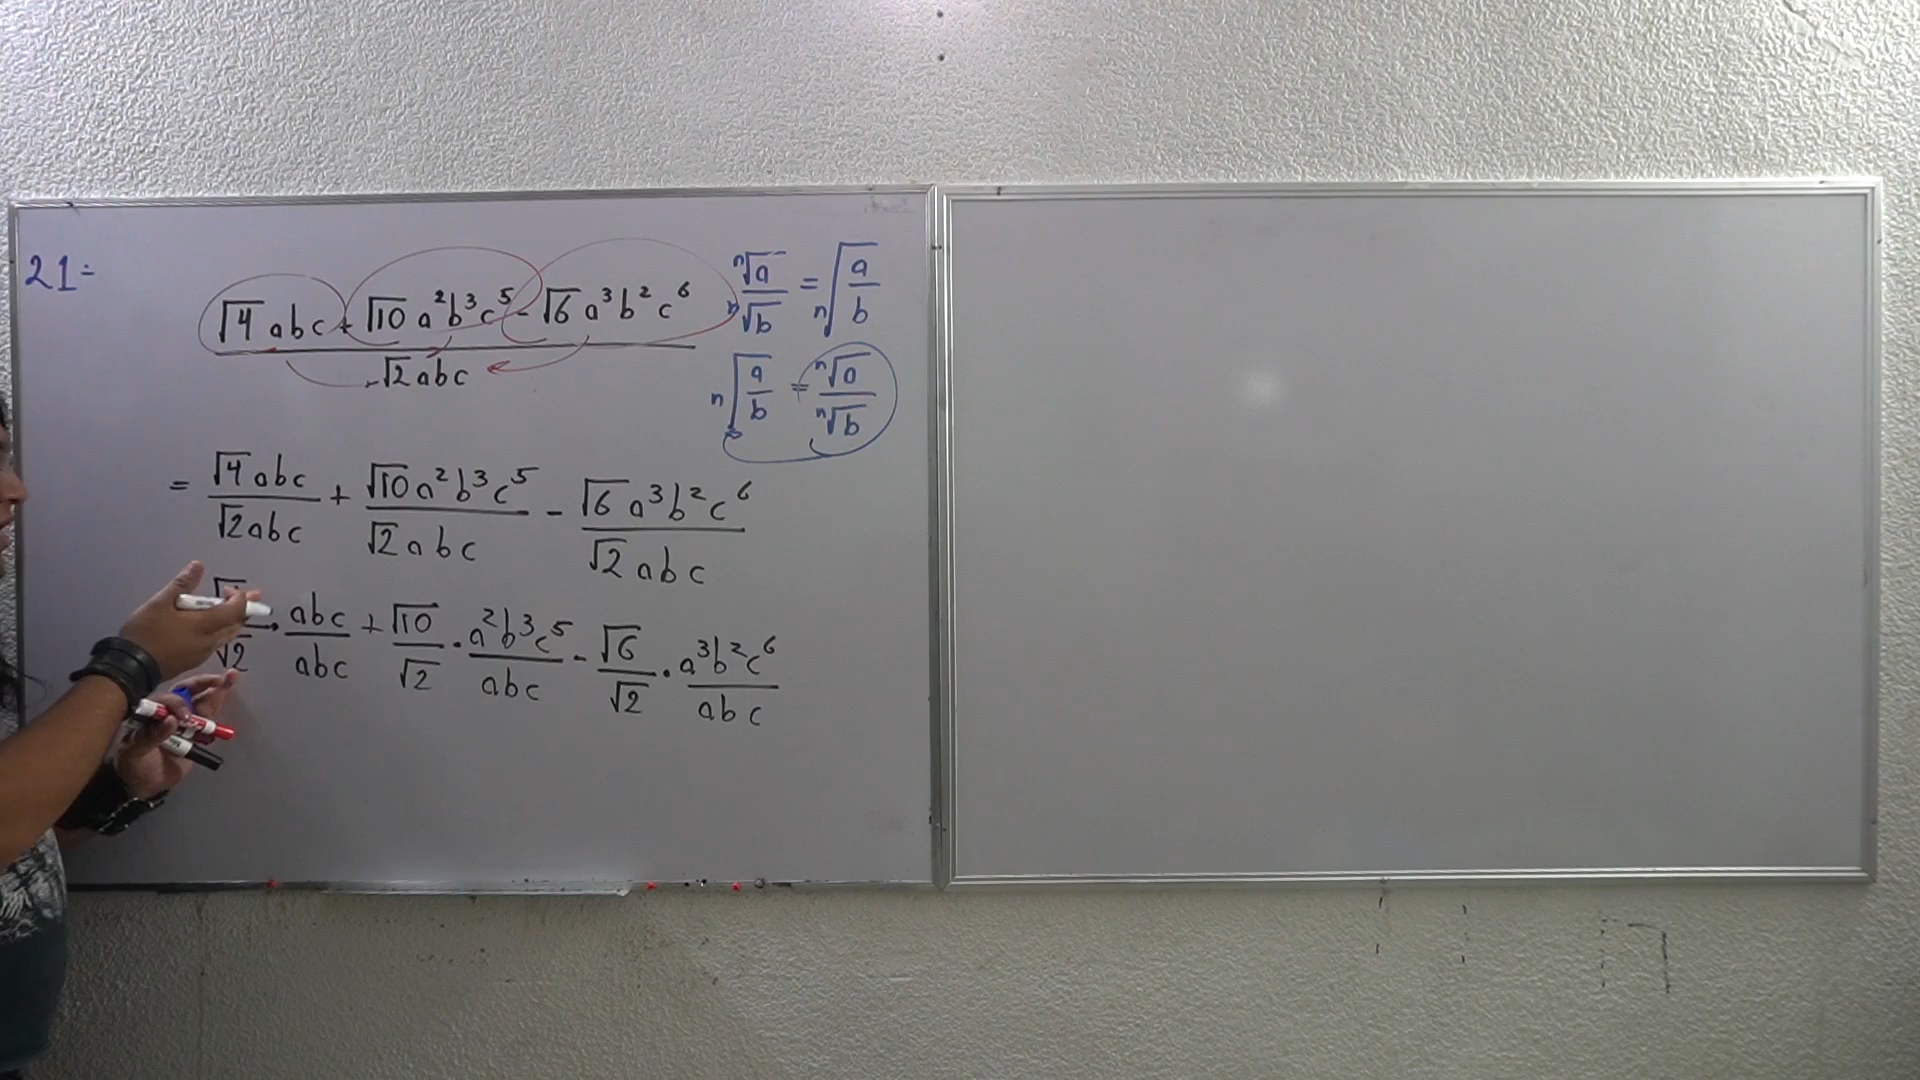 21:
√4 abc + √10 a²b³c⁵ - √6 a³b²c⁶
√2 abc
ⁿ√a / ⁿ√b = ⁿ√(a/b)
ⁿ√(a/b) = ⁿ√a / ⁿ√b
= √4 abc / √2 abc + √10 a²b³c⁵ / √2 abc - √6 a³b²c⁶ / √2 abc
√2 · abc / abc + √10 / √2 · a²b³c⁵ / abc - √6 / √2 · a³b²c⁶ / abc